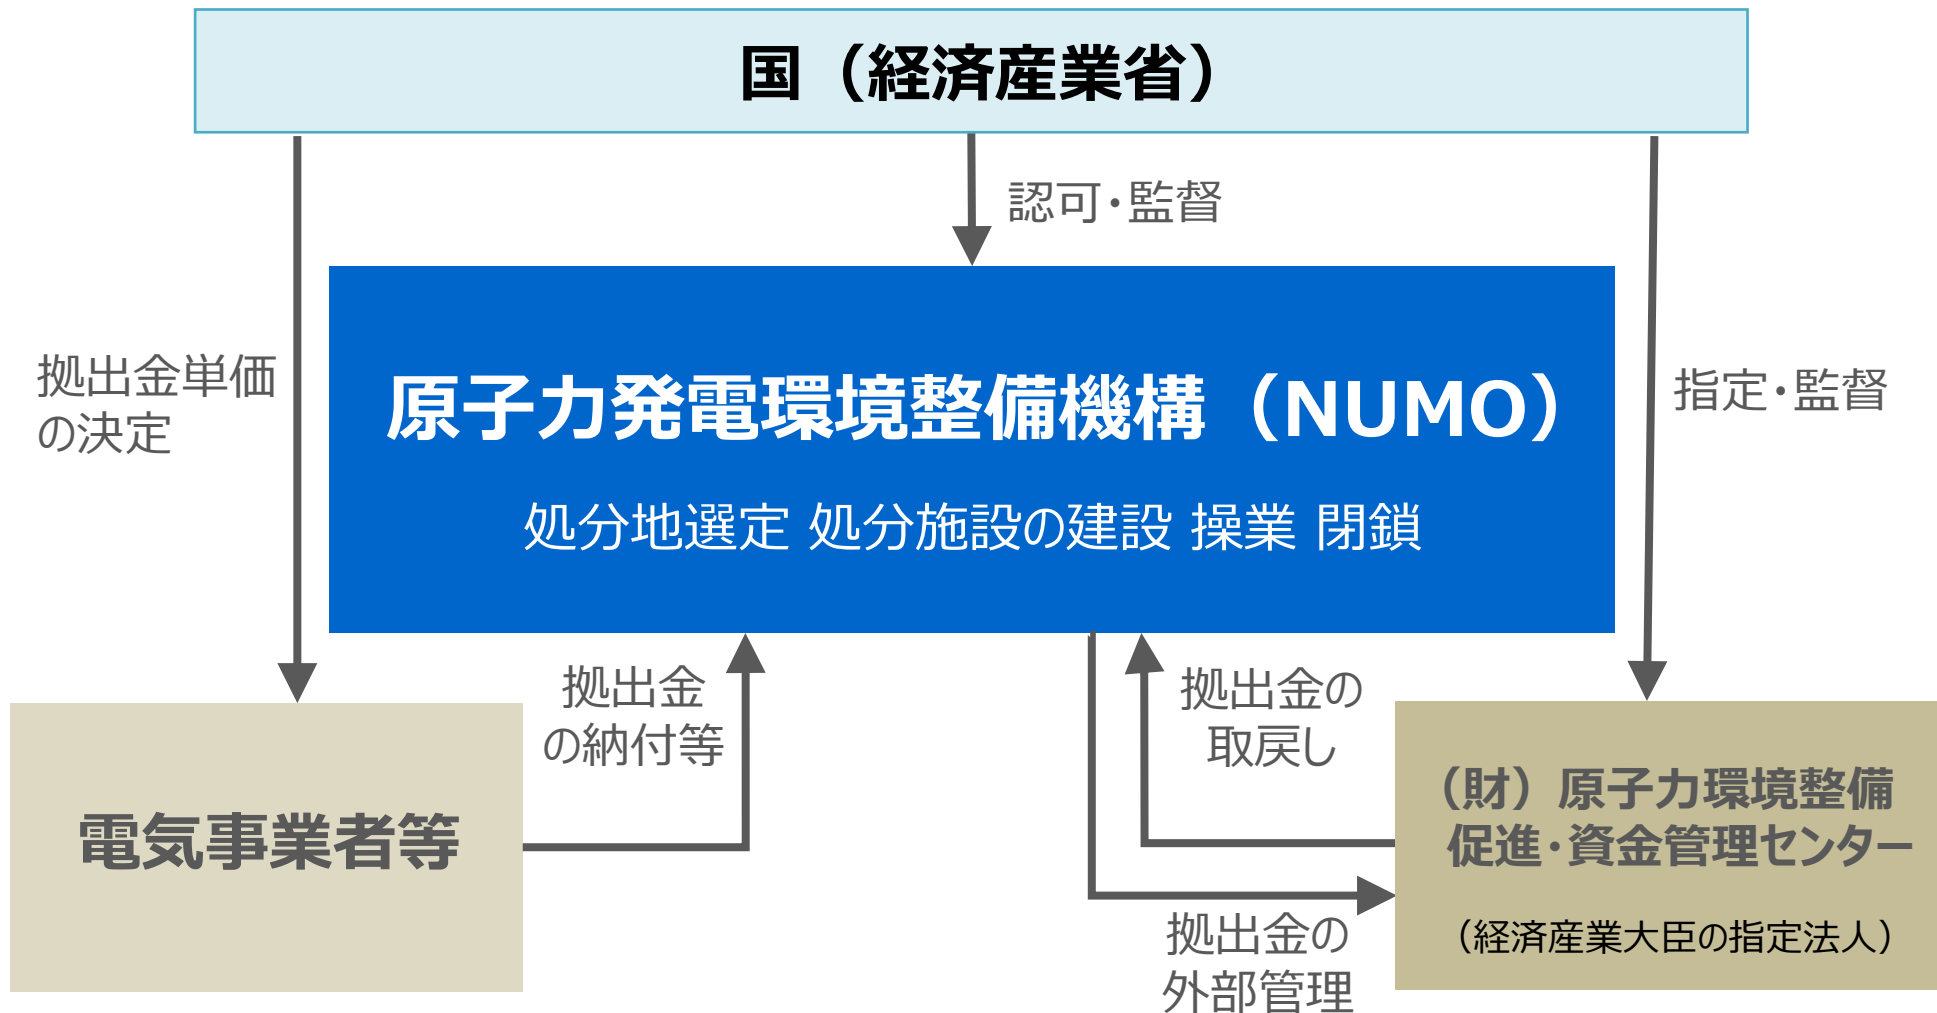 国（経済産業省）
認可・監督
拠出金単価
の決定
指定・監督
原子力発電環境整備機構（NUMO）
処分地選定 処分施設の建設 操業 閉鎖
拠出金
の納付等
拠出金の
取戻し
電気事業者等
（財）原子力環境整備
促進・資金管理センター
（経済産業大臣の指定法人）
拠出金の
外部管理